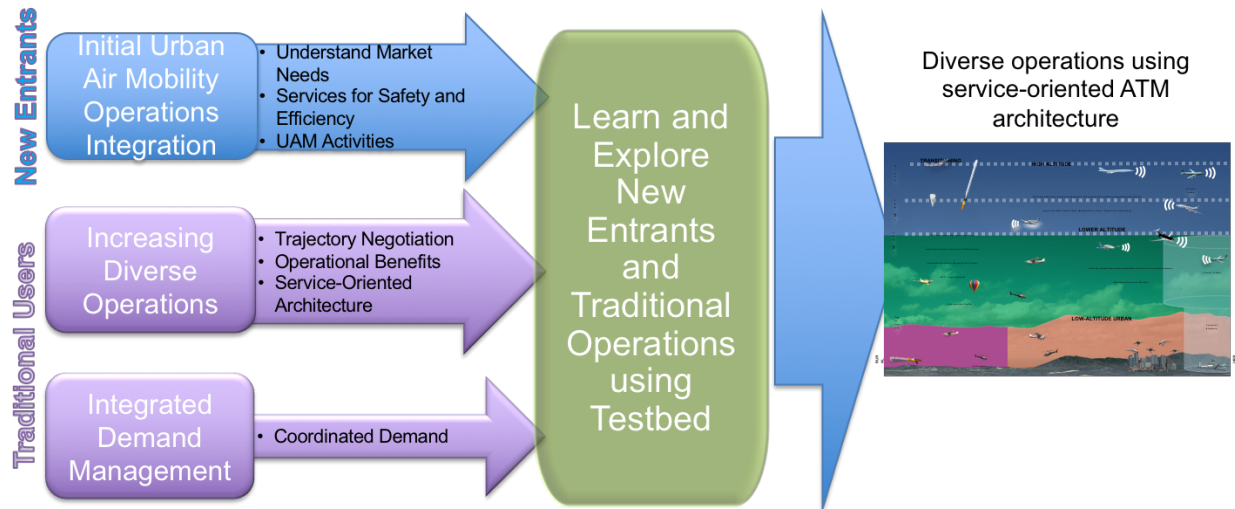 New Entrants
Initial Urban
Air Mobility
Operations
Integration
• Understand Market
Needs
• Services for Safety and
Efficiency
• UAM Activities
Traditional Users
Increasing
Diverse
Operations
• Trajectory Negotiation
• Operational Benefits
• Service-Oriented
Architecture
Integrated
Demand
Management
• Coordinated Demand
Learn and
Explore
New
Entrants
and
Traditional
Operations
using
Testbed
Diverse operations using
service-oriented ATM
architecture
TRANSITIONING
HIGH ALTITUDE
LOWER ALTITUDE
LOW-ALTITUDE URBAN